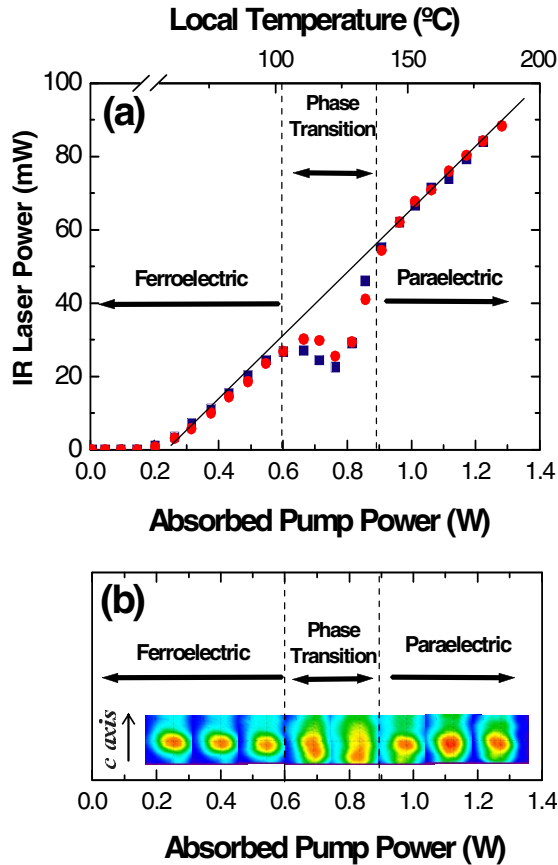 Local Temperature (ºC)
100 150 200
(a)
Phase
Transition
Ferroelectric
Paraelectric
IR Laser Power (mW)
100
80
60
40
20
0
0.0 0.2 0.4 0.6 0.8 1.0 1.2 1.4
Absorbed Pump Power (W)
(b)
Phase
Transition
Ferroelectric
Paraelectric
c axis
0.0 0.2 0.4 0.6 0.8 1.0 1.2 1.4
Absorbed Pump Power (W)